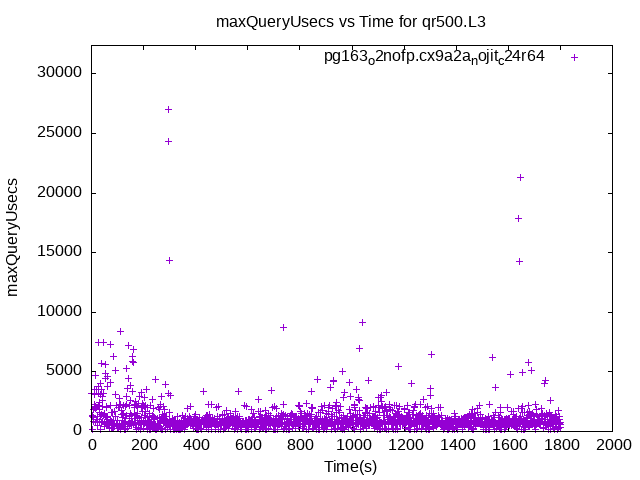 maxQueryUsecs vs Time for qr500.L3
pg163o2nofp.cx9a2anojitc24r64
30000
25000
20000
15000
10000
5000
0
maxQueryUsecs
0 200 400 600 800 1000 1200 1400 1600 1800 2000
Time(s)